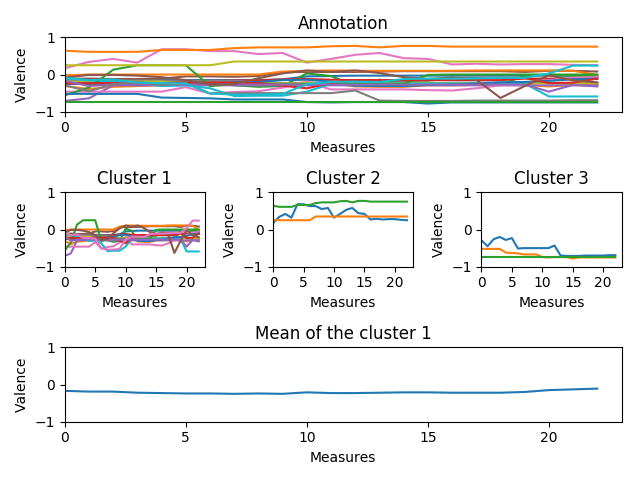 Annotation
1
0
−1
Valence
0 5 10 15 20
Measures
Cluster 1 Cluster 2 Cluster 3
1 1 1
0 0 0
−1 −1 −1
Valence Valence Valence
0 5 10 15 20 0 5 10 15 20 0 5 10 15 20
Measures Measures Measures
Mean of the cluster 1
1
0
−1
Valence
0 5 10 15 20
Measures